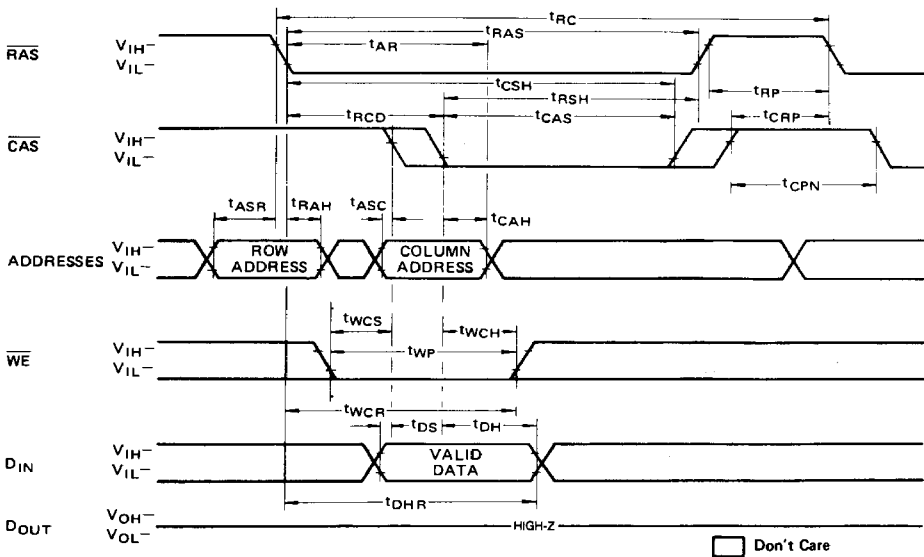 tRC
tRAS
tAR
RAS VIH–
VIL–
tCSH
tRSH
tRP
tRCD
tCAS
tCRP
CAS VIH–
VIL–
tCPN
tASR tRAH tASC tCAH
ADDRESSES VIH–
VIL–
ROW
ADDRESS
COLUMN
ADDRESS
tWCS tWCH
WE VIH–
VIL–
tWP
tWCR
tDS tDH
DIN VIH–
VIL–
VALID
DATA
tDHR
DOUT VOH–
VOL–
HIGH-Z
Don't Care